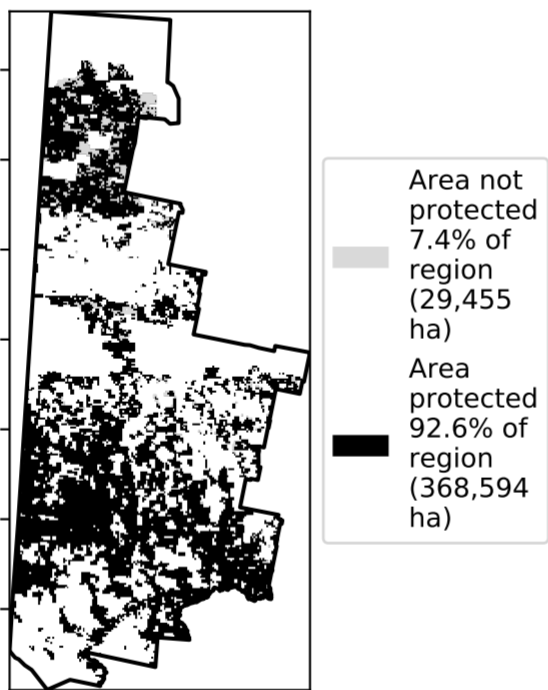 Area not
protected
7.4% of
region
(29,455
ha)
Area
protected
92.6% of
region
(368,594
ha)